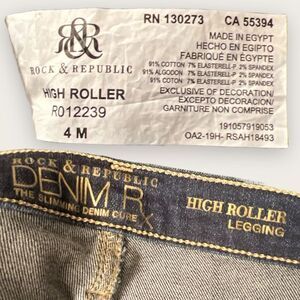 RN 130273 CA 55394
R&R
ROCK & REPUBLIC
MADE IN EGYPT
HECHO EN EGIPTO
FABRIQUÉ EN ÉGYPTE
91% COTTON 7% ELASTERELL-P 2% SPANDEX
91% ALGODON 7% ELASTERELL-P 2% SPANDEX
91% COTON 7% ELASTERELL-P 2% SPANDEX
HIGH ROLLER
R012239
4 M
EXCLUSIVE OF DECORATION/
EXCEPTO DECORACION/
GARNITURE NON COMPRISE
191057919053
OA2-19H- RSAH18493
ROCK & REPUBLIC
DENIM RX
THE SLIMMING DENIM CURE
HIGH ROLLER
LEGGING